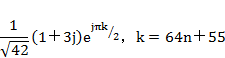 1/√42 (1+3j)e^(jπk/2), k = 64n+55